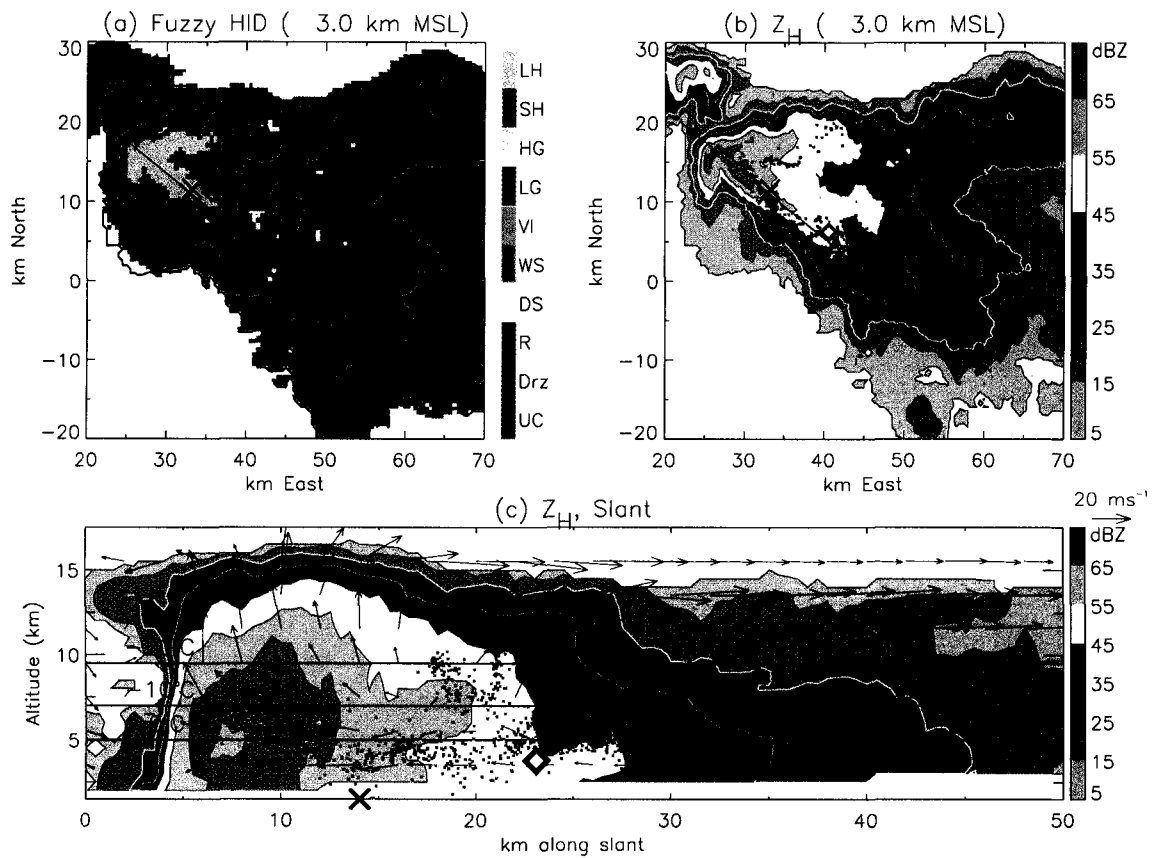 (a) Fuzzy HID ( 3.0 km MSL)
30
20
10
0
−10
−20
km North
20 30 40 50 60 70
km East
LH
SH
HG
LG
VI
WS
DS
R
Drz
UC
(b) Z_H ( 3.0 km MSL)
30
20
10
0
−10
−20
km North
20 30 40 50 60 70
km East
dBZ
65
55
45
35
25
15
5
(c) Z_H, Slant
20 ms⁻¹
15
10
5
Altitude (km)
0 10 20 30 40 50
km along slant
dBZ
65
55
45
35
25
15
5